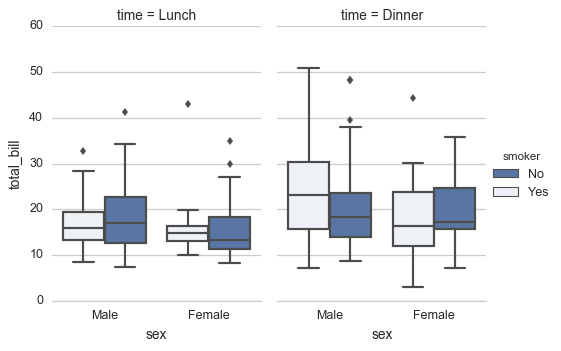 time = Lunch
time = Dinner
60
50
40
30
20
10
0
total_bill
Male
Female
Male
Female
sex
sex
smoker
No
Yes